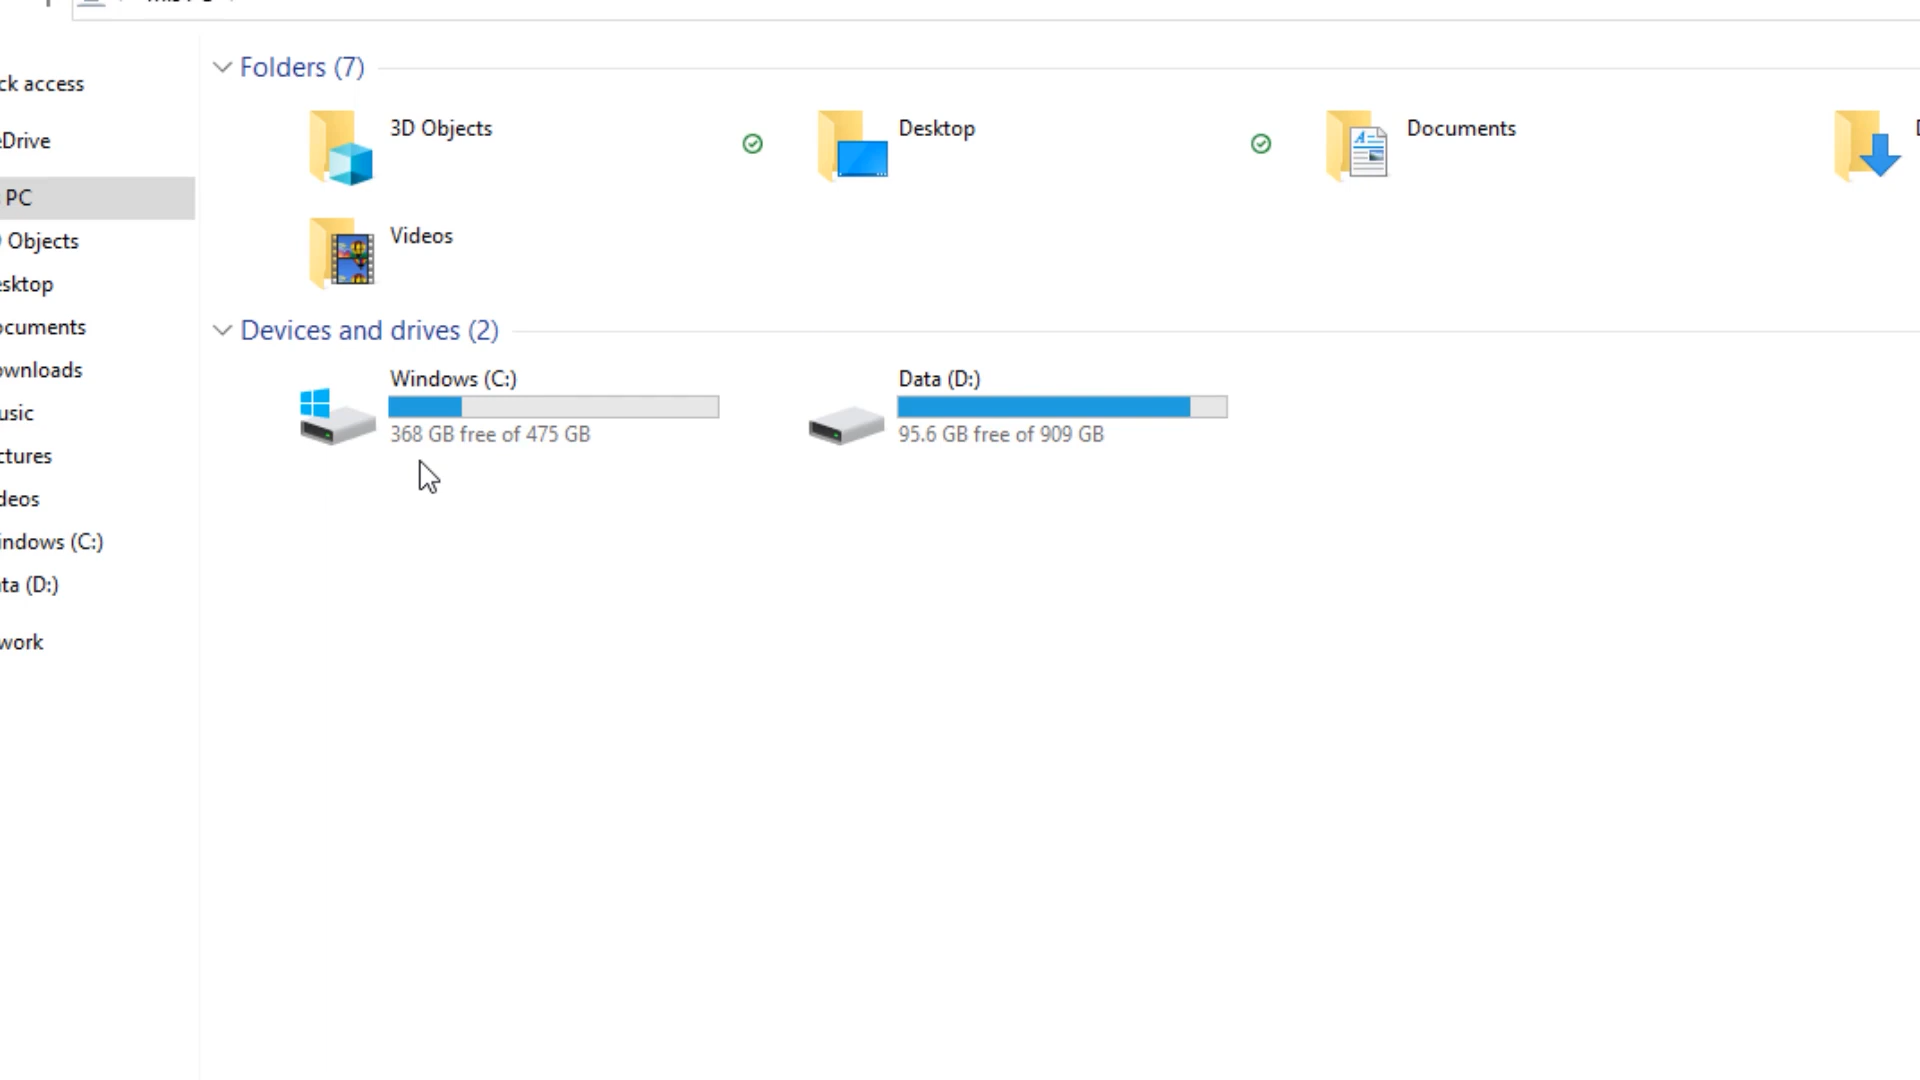 ck access
Drive
PC
Objects
sktop
cuments
wnloads
usic
ctures
deos
indows (C:)
ta (D:)
work
Folders (7)
3D Objects
Desktop
Documents
Videos
Devices and drives (2)
Windows (C:)
368 GB free of 475 GB
Data (D:)
95.6 GB free of 909 GB